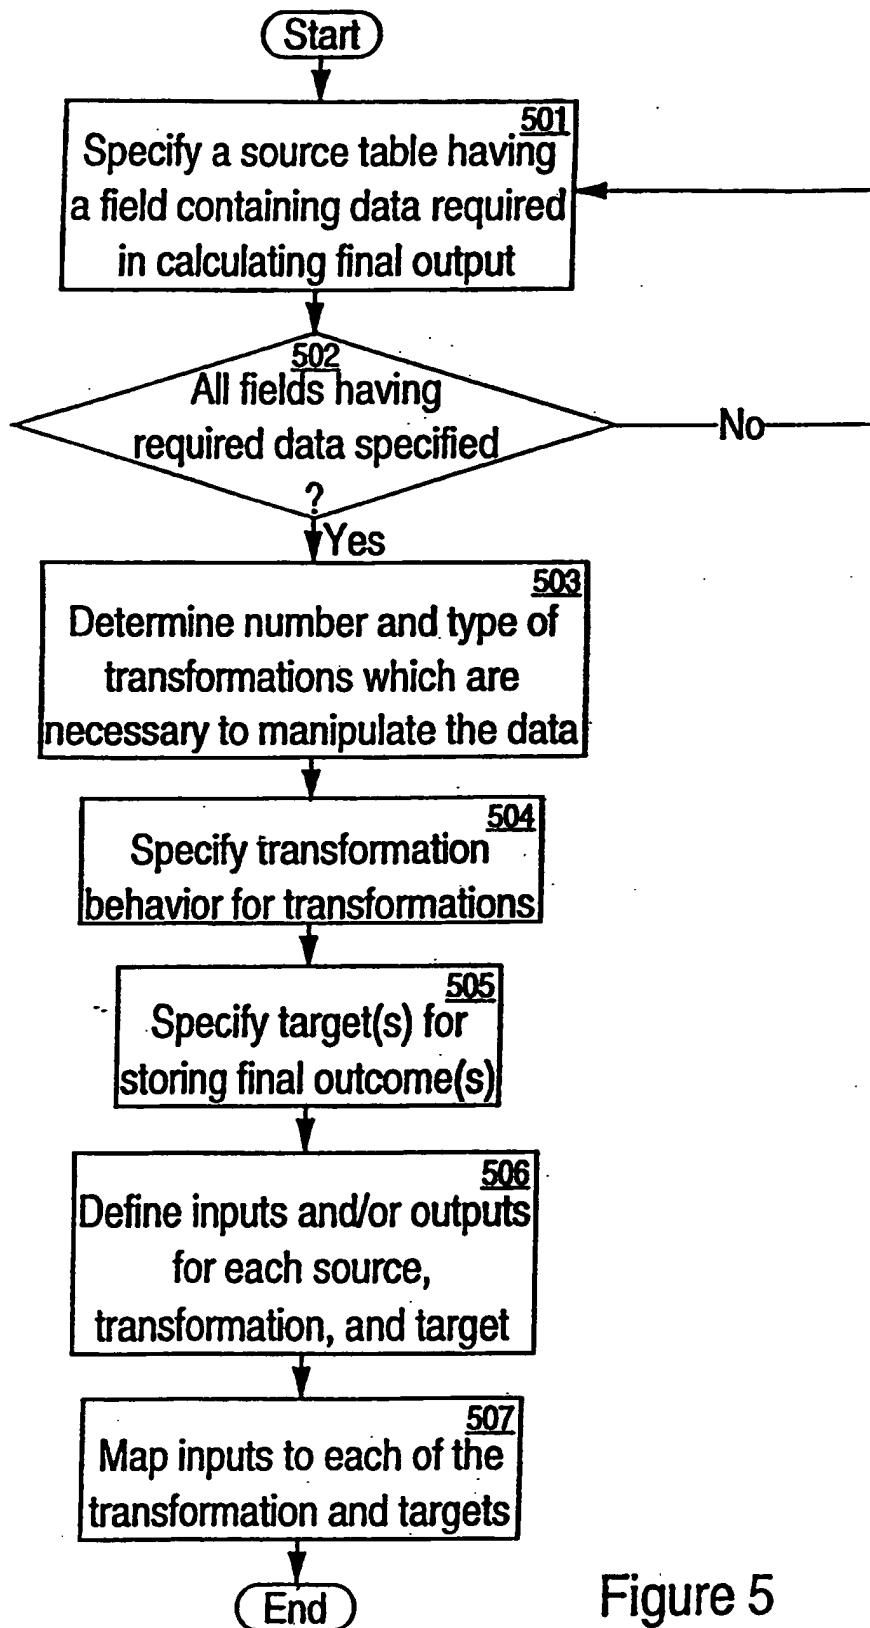 Start
501
Specify a source table having
a field containing data required
in calculating final output
502
All fields having
required data specified
?
No
Yes
503
Determine number and type of
transformations which are
necessary to manipulate the data
504
Specify transformation
behavior for transformations
505
Specify target(s) for
storing final outcome(s)
506
Define inputs and/or outputs
for each source,
transformation, and target
507
Map inputs to each of the
transformation and targets
End
Figure 5